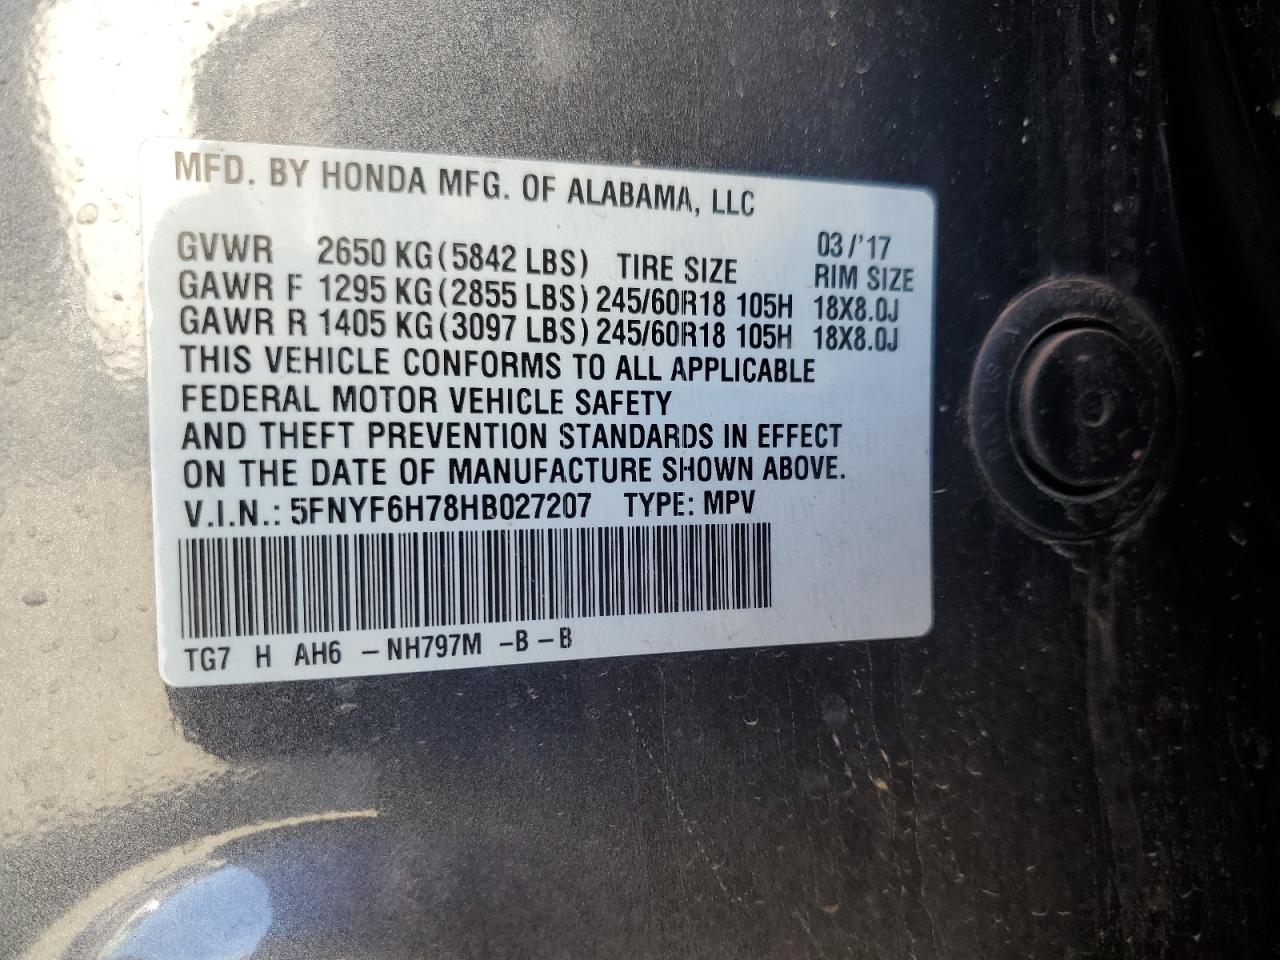 MFD. BY HONDA MFG. OF ALABAMA, LLC
03/'17
GVWR 2650 KG(5842 LBS) TIRE SIZE RIM SIZE
GAWR F 1295 KG(2855 LBS) 245/60R18 105H 18X8.0J
GAWR R 1405 KG(3097 LBS) 245/60R18 105H 18X8.0J
THIS VEHICLE CONFORMS TO ALL APPLICABLE
FEDERAL MOTOR VEHICLE SAFETY
AND THEFT PREVENTION STANDARDS IN EFFECT
ON THE DATE OF MANUFACTURE SHOWN ABOVE.
V.I.N.: 5FNYF6H78HB027207 TYPE: MPV
TG7 H AH6 -NH797M -B-B